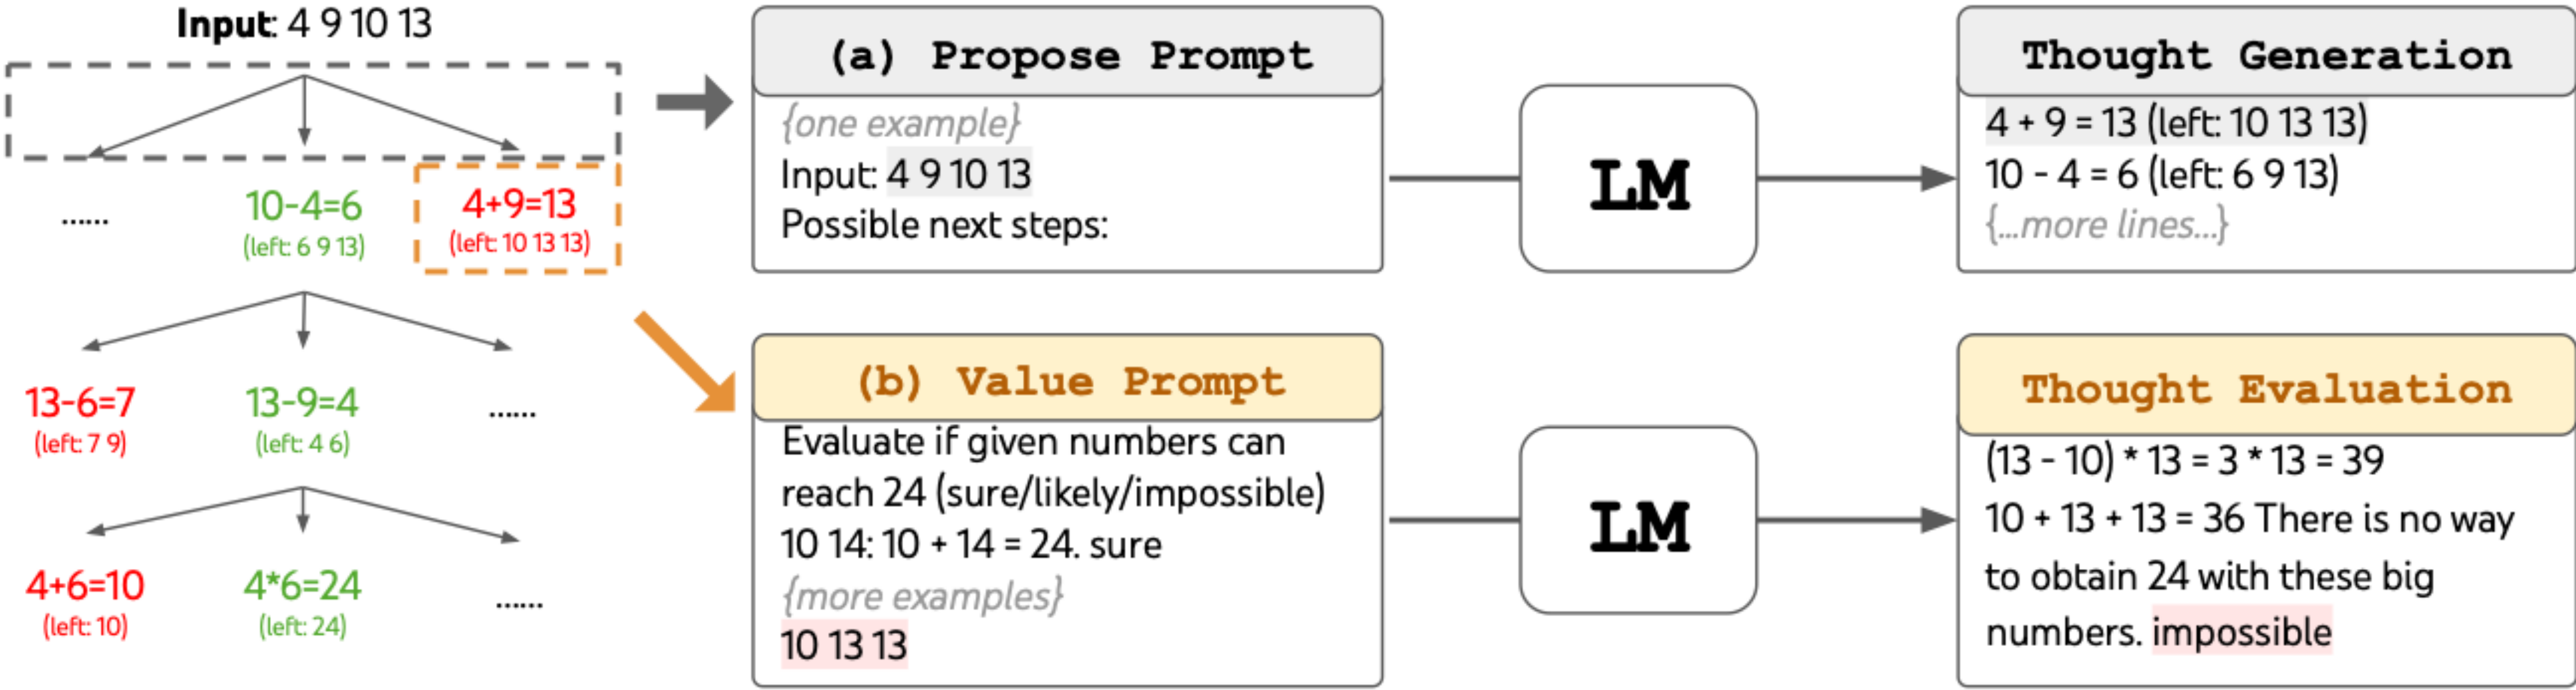 Input: 4 9 10 13
......
10-4=6
(left: 6 9 13)
4+9=13
(left: 10 13 13)
13-6=7
(left: 7 9)
13-9=4
(left: 4 6)
......
4+6=10
(left: 10)
4*6=24
(left: 24)
......
(a) Propose Prompt
{one example}
Input: 4 9 10 13
Possible next steps:
LM
Thought Generation
4 + 9 = 13 (left: 10 13 13)
10 - 4 = 6 (left: 6 9 13)
{...more lines...}
(b) Value Prompt
Evaluate if given numbers can
reach 24 (sure/likely/impossible)
10 14: 10 + 14 = 24. sure
{more examples}
10 13 13
LM
Thought Evaluation
(13 - 10) * 13 = 3 * 13 = 39
10 + 13 + 13 = 36 There is no way
to obtain 24 with these big
numbers. impossible